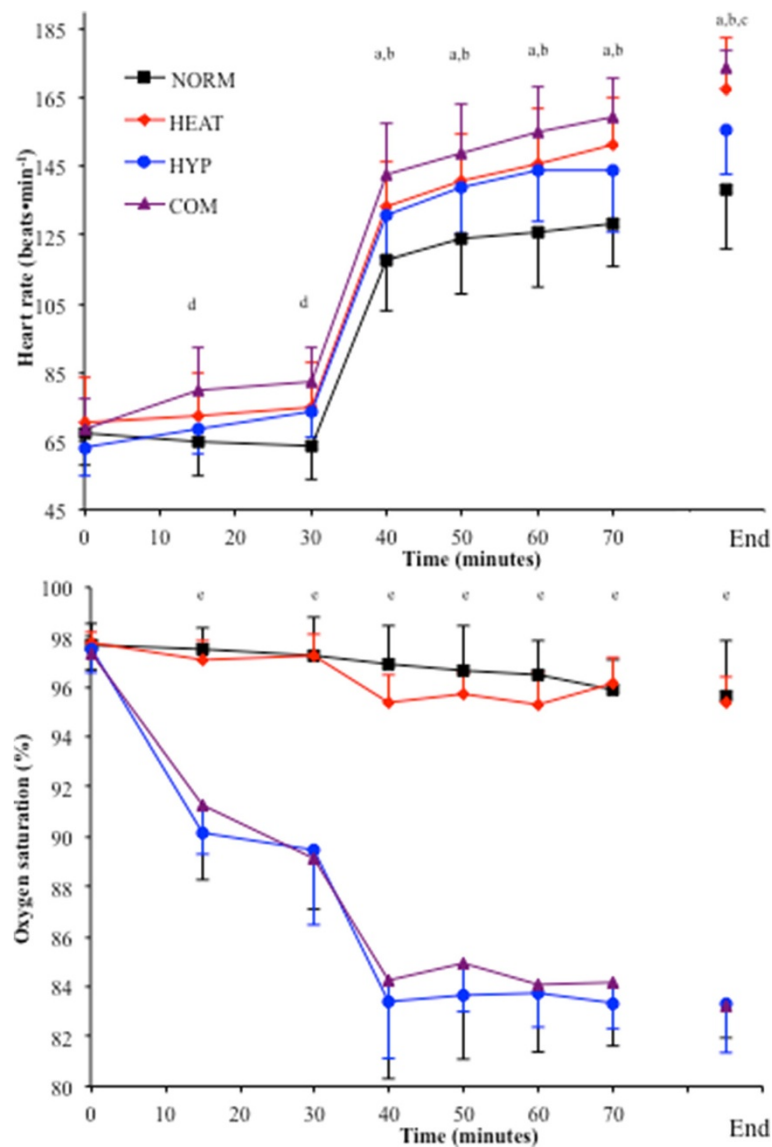 185
165
145
125
105
85
65
45
Heart rate (beats•min-1)
NORM
HEAT
HYP
COM
d
d
a,b
a,b
a,b
a,b
a,b,c
0 10 20 30 40 50 60 70 End
Time (minutes)
100
98
96
94
92
90
88
86
84
82
80
Oxygen saturation (%)
e e e e e e e
0 10 20 30 40 50 60 70 End
Time (minutes)